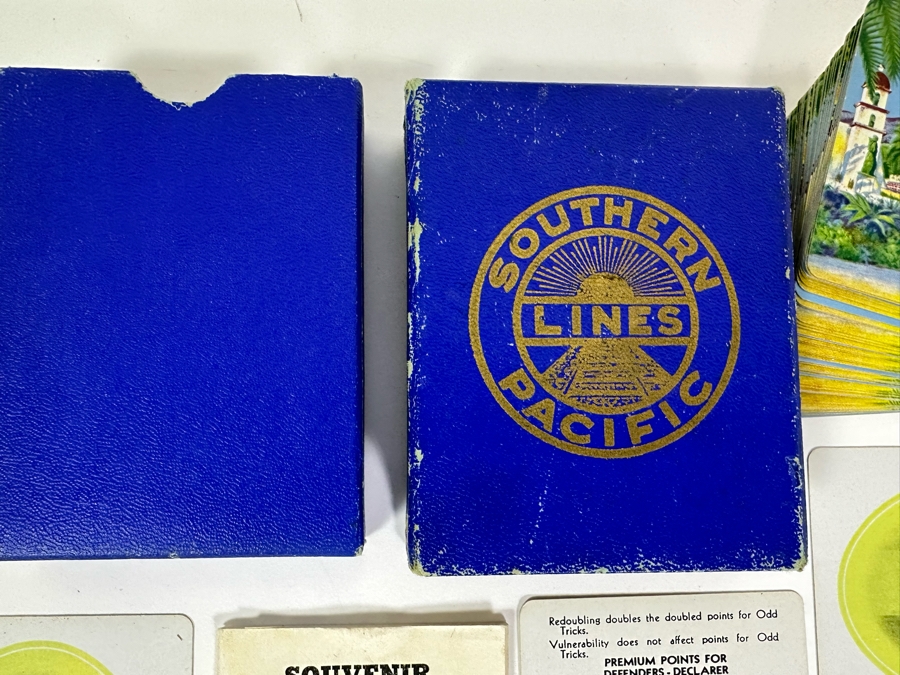 SOUTHERN
LINES
PACIFIC
SOUVENIR
Redoubling doubles the doubled points for Odd
Tricks.
Vulnerability does not affect points for Odd
Tricks.
PREMIUM POINTS FOR
DEFENDERS - DECLARER